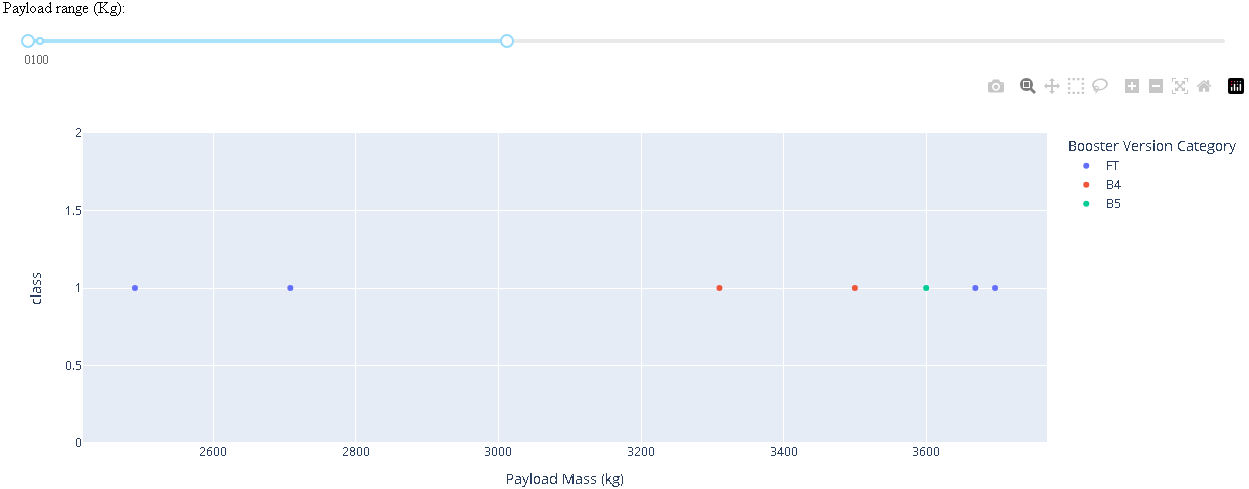 Payload range (Kg):
0100
Booster Version Category
FT
B4
B5
2
1.5
1
0.5
0
class
2600
2800
3000
3200
3400
3600
Payload Mass (kg)